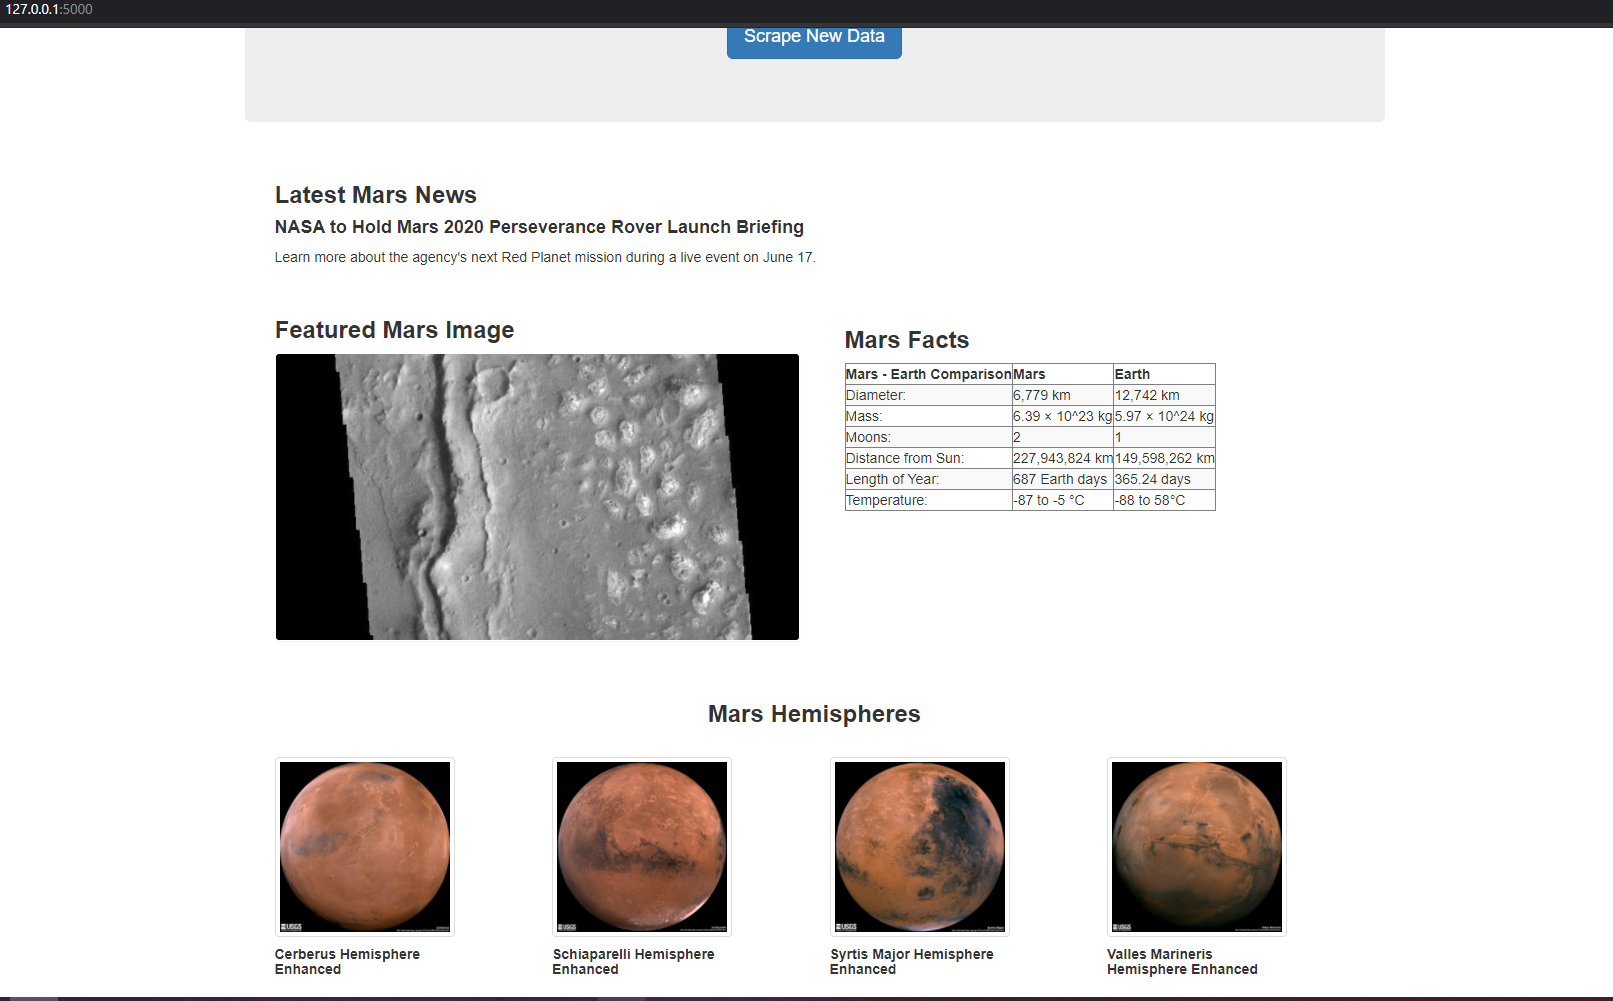 127.0.0.1:5000
Scrape New Data
Latest Mars News
NASA to Hold Mars 2020 Perseverance Rover Launch Briefing
Learn more about the agency's next Red Planet mission during a live event on June 17.
Featured Mars Image
Mars Facts
Mars - Earth Comparison Mars Earth
Diameter: 6,779 km 12,742 km
Mass: 6.39 × 10^23 kg 5.97 × 10^24 kg
Moons: 2 1
Distance from Sun: 227,943,824 km 149,598,262 km
Length of Year: 687 Earth days 365.24 days
Temperature: -87 to -5 °C -88 to 58°C
Mars Hemispheres
USGS
USGS
USGS
USGS
Cerberus Hemisphere
Enhanced
Schiaparelli Hemisphere
Enhanced
Syrtis Major Hemisphere
Enhanced
Valles Marineris
Hemisphere Enhanced